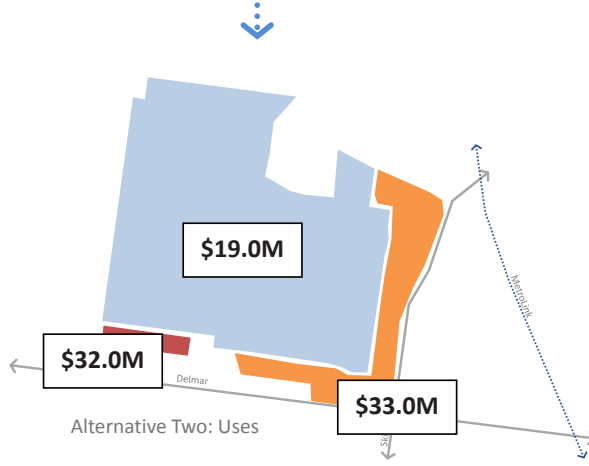 $19.0M
MetroLink
$32.0M
Delmar
$33.0M
Alternative Two: Uses